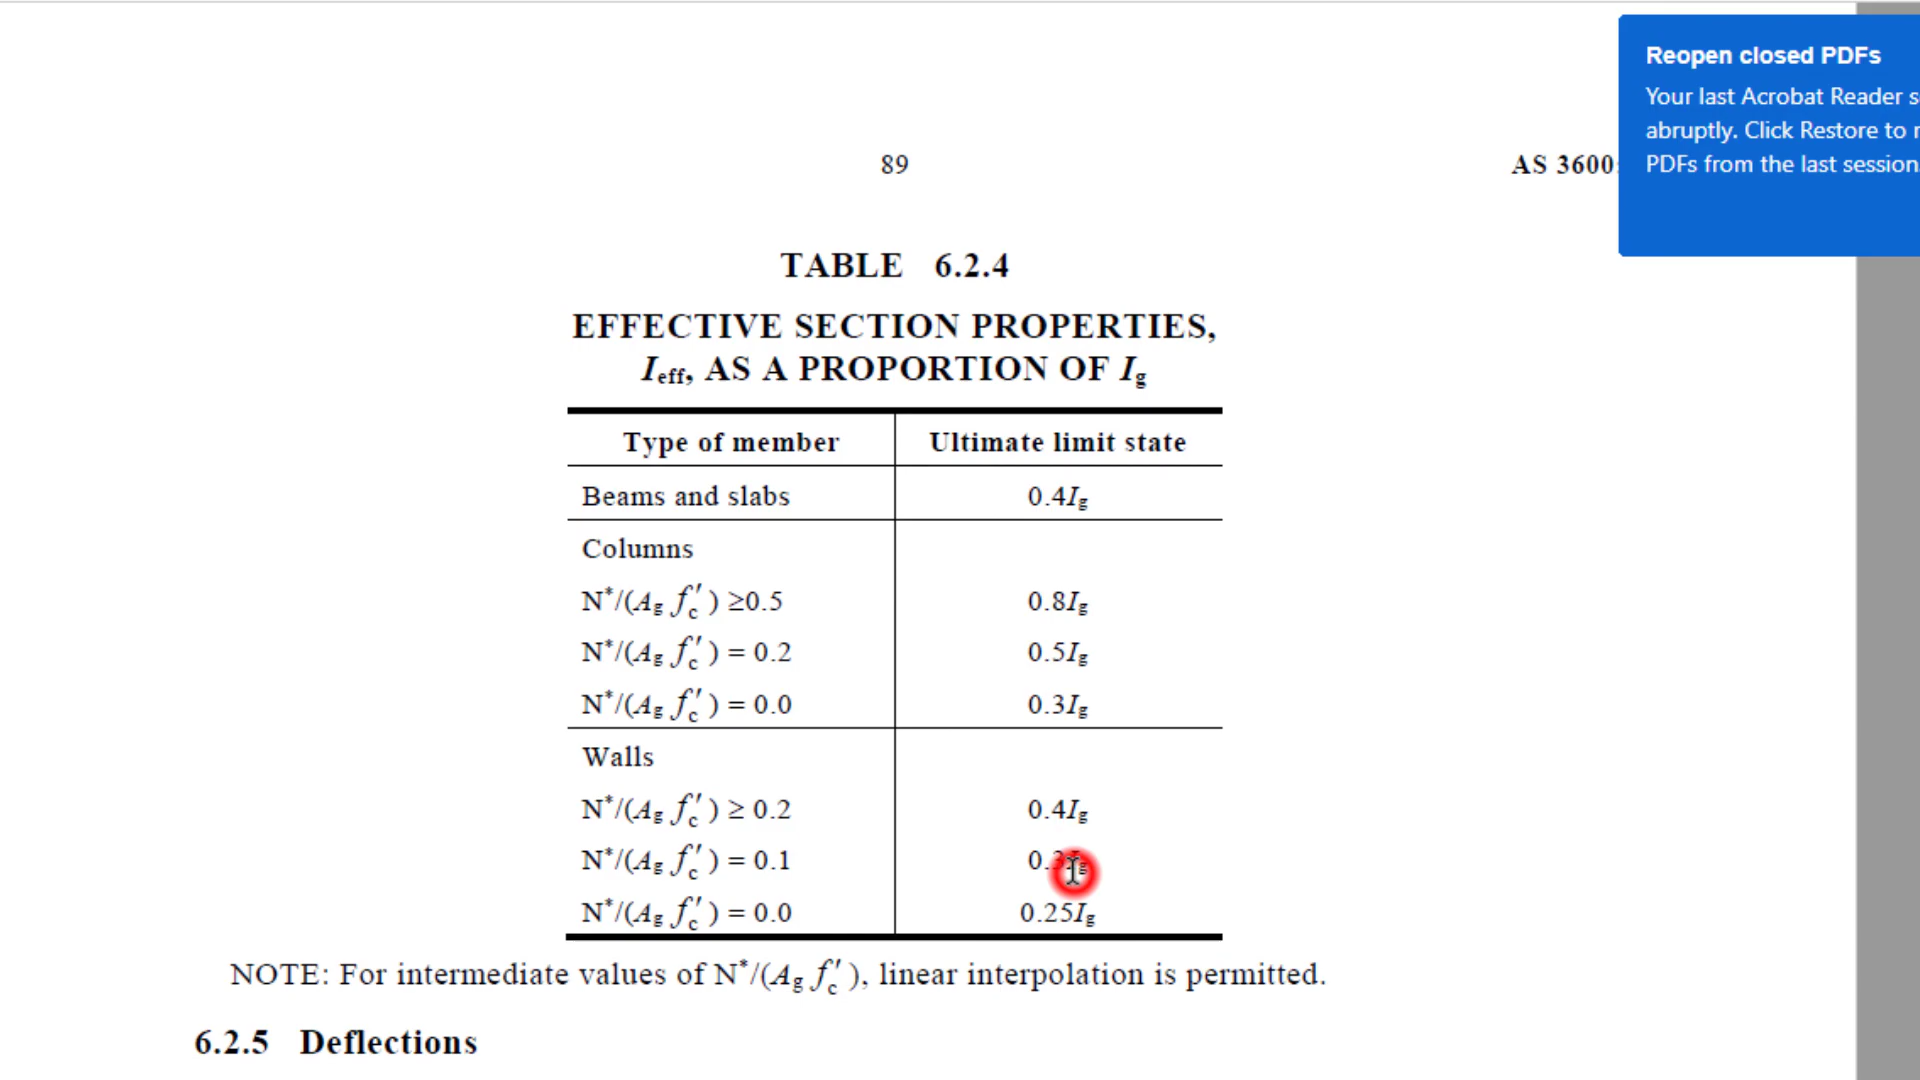 Reopen closed PDFs
Your last Acrobat Reader s
abruptly. Click Restore to r
PDFs from the last session
89
AS 3600:
TABLE 6.2.4
EFFECTIVE SECTION PROPERTIES,
Ieff, AS A PROPORTION OF Ig
Type of member Ultimate limit state
Beams and slabs 0.4Ig
Columns
N*/(Ag f′c) ≥0.5 0.8Ig
N*/(Ag f′c) = 0.2 0.5Ig
N*/(Ag f′c) = 0.0 0.3Ig
Walls
N*/(Ag f′c) ≥ 0.2 0.4Ig
N*/(Ag f′c) = 0.1 0.3Ig
N*/(Ag f′c) = 0.0 0.25Ig
NOTE: For intermediate values of N*/(Ag f′c), linear interpolation is permitted.
6.2.5 Deflections